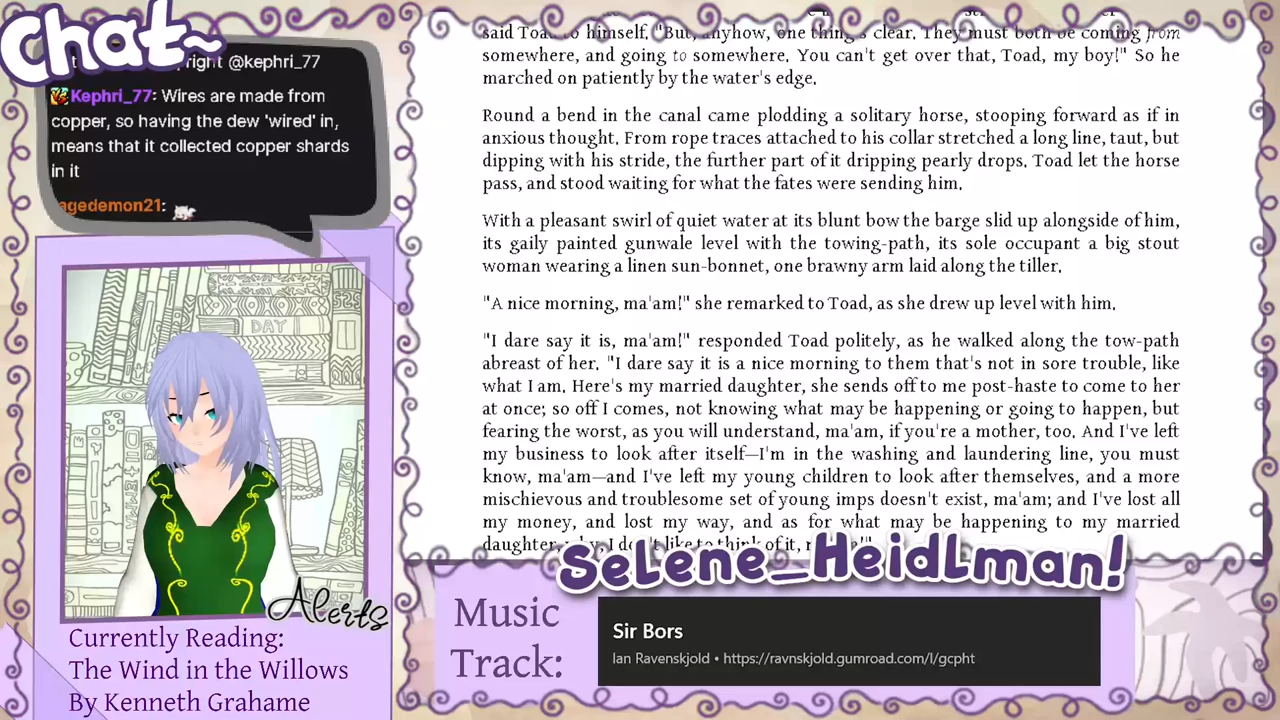 Chat~
right @kephri_77
Kephri_77: Wires are made from
copper, so having the dew 'wired' in,
means that it collected copper shards
in it
agedemon21:
DAY
Alerts
Currently Reading:
The Wind in the Willows
By Kenneth Grahame
said Toad to himself. "But, anyhow, one thing's clear. They must both be coming from
somewhere, and going to somewhere. You can't get over that, Toad, my boy!" So he
marched on patiently by the water's edge.
Round a bend in the canal came plodding a solitary horse, stooping forward as if in
anxious thought. From rope traces attached to his collar stretched a long line, taut, but
dipping with his stride, the further part of it dripping pearly drops. Toad let the horse
pass, and stood waiting for what the fates were sending him.
With a pleasant swirl of quiet water at its blunt bow the barge slid up alongside of him,
its gaily painted gunwale level with the towing-path, its sole occupant a big stout
woman wearing a linen sun-bonnet, one brawny arm laid along the tiller.
"A nice morning, ma'am!" she remarked to Toad, as she drew up level with him.
"I dare say it is, ma'am!" responded Toad politely, as he walked along the tow-path
abreast of her. "I dare say it is a nice morning to them that's not in sore trouble, like
what I am. Here's my married daughter, she sends off to me post-haste to come to her
at once; so off I comes, not knowing what may be happening or going to happen, but
fearing the worst, as you will understand, ma'am, if you're a mother, too. And I've left
my business to look after itself—I'm in the washing and laundering line, you must
know, ma'am—and I've left my young children to look after themselves, and a more
mischievous and troublesome set of young imps doesn't exist, ma'am; and I've lost all
my money, and lost my way, and as for what may be happening to my married
daughter, why, I don't like to think of it,
Selene_Heidlman!
Music
Track:
Sir Bors
Ian Ravenskjold • https://ravnskjold.gumroad.com/l/gcpht